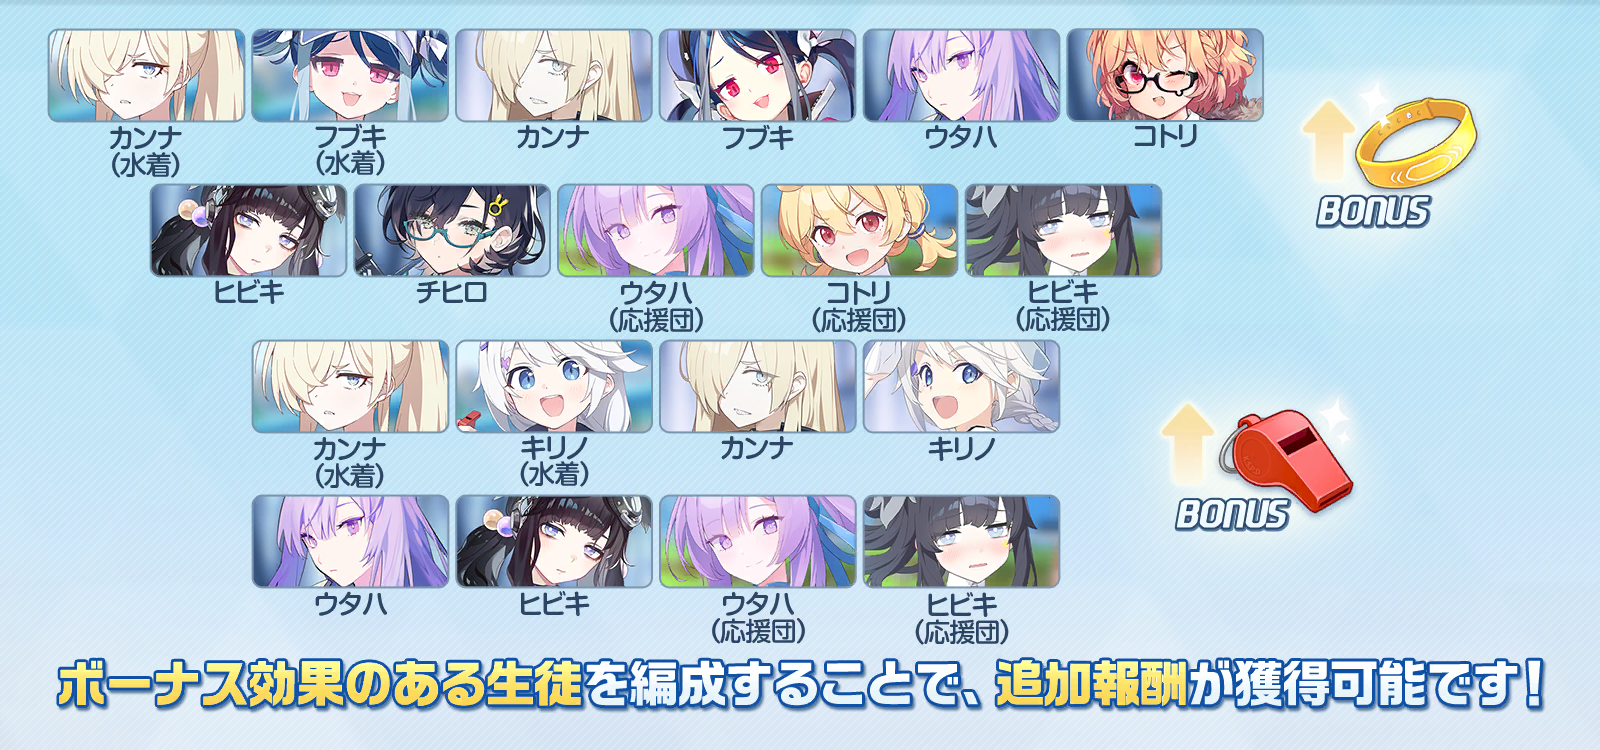 カンナ
(水着)
フブキ
(水着)
カンナ
フブキ
ウタハ
コトリ
BONUS
ヒビキ
チヒロ
ウタハ
(応援団)
コトリ
(応援団)
ヒビキ
(応援団)
カンナ
(水着)
キリノ
(水着)
カンナ
キリノ
BONUS
ウタハ
ヒビキ
ウタハ
(応援団)
ヒビキ
(応援団)
ボーナス効果のある生徒を編成することで、追加報酬が獲得可能です!